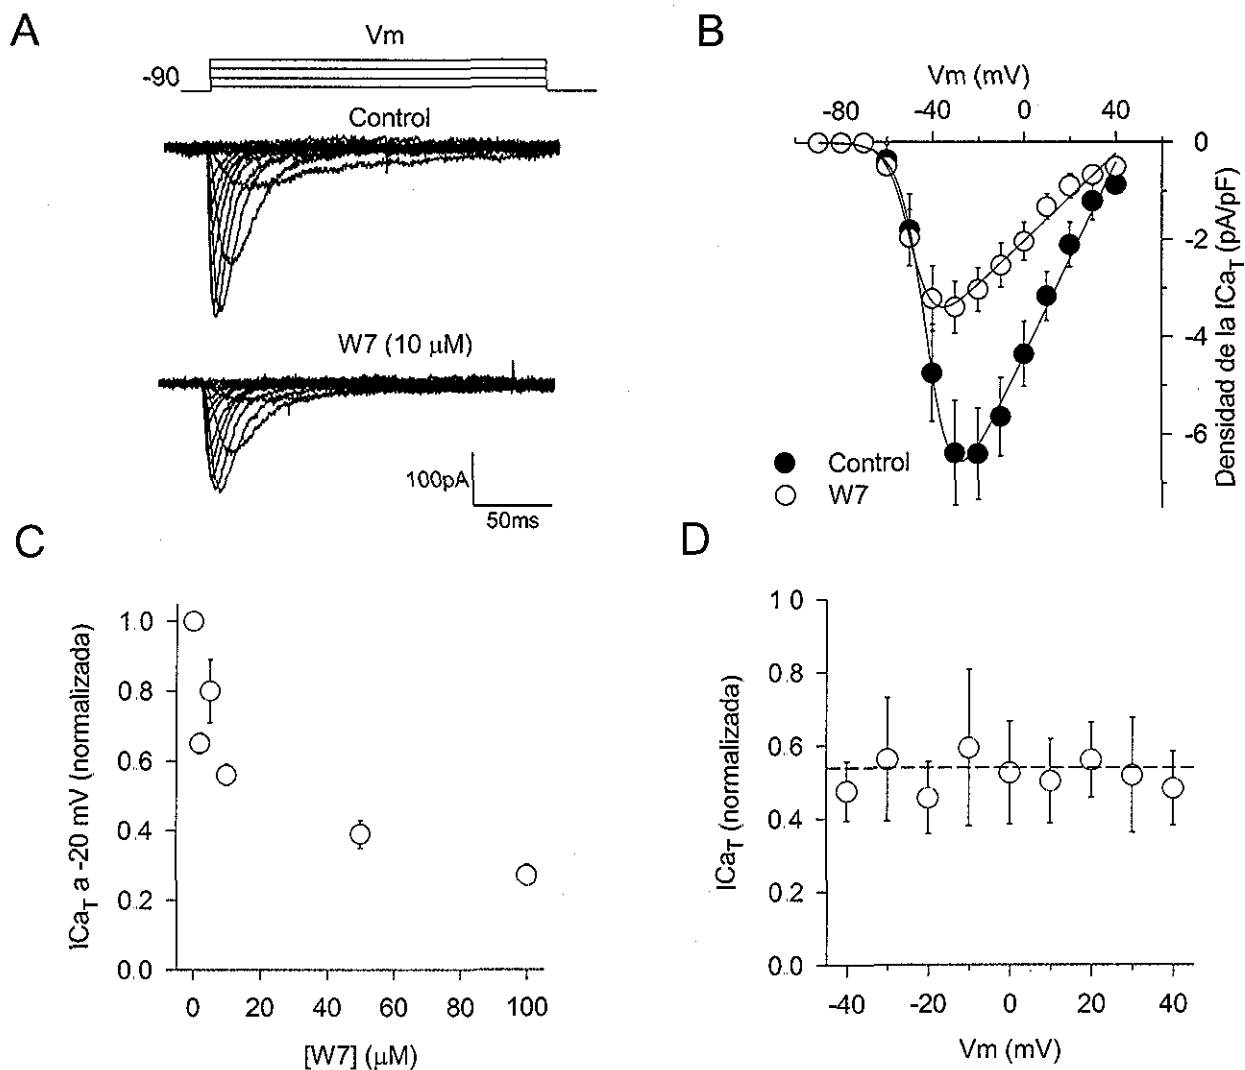 A
Vm
-90
Control
W7 (10 µM)
100pA
50ms
B
Vm (mV)
-80 -40 0 40
0
-2
-4
-6
Densidad de la ICaT (pA/pF)
Control
W7
C
ICaT a -20 mV (normalizada)
1.0
0.8
0.6
0.4
0.2
0.0
0 20 40 60 80 100
[W7] (µM)
D
ICaT (normalizada)
1 0
0.8
0.6
0.4
0.2
0.0
-40 -20 0 20 40
Vm (mV)